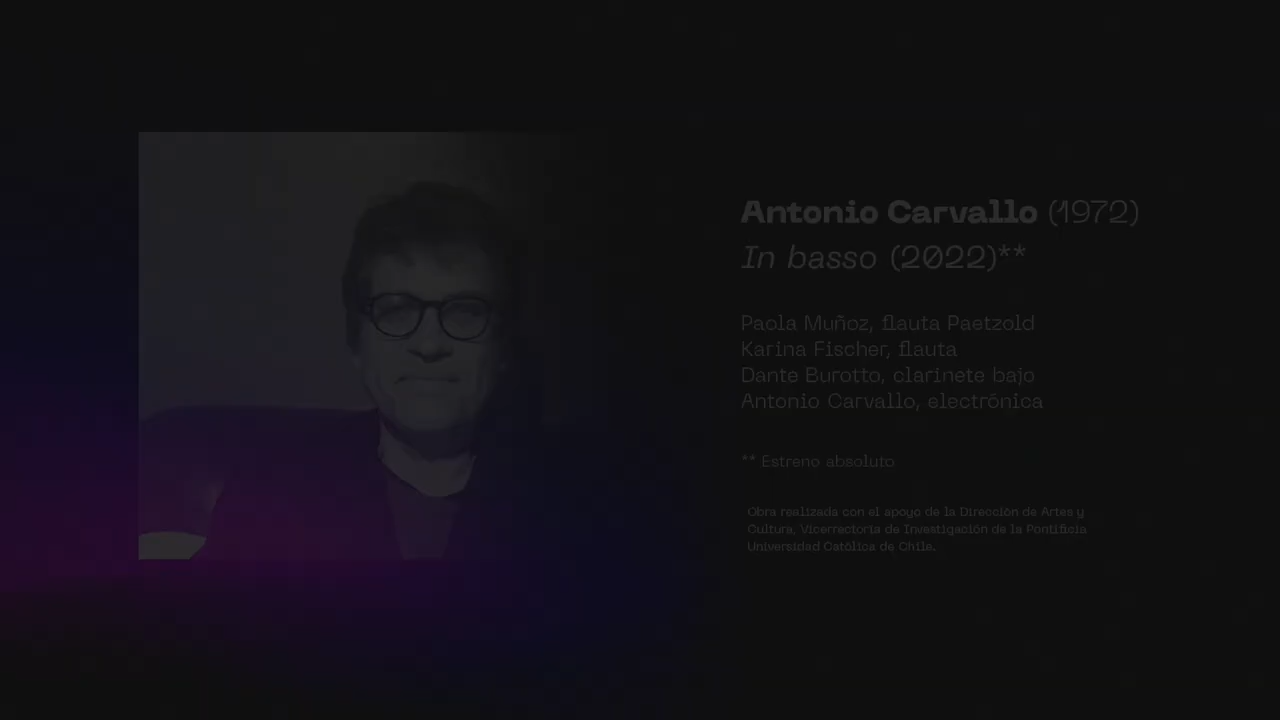 Antonio Carvallo (1972)
In basso (2022)**
Paola Muñoz, flauta Paetzold
Karina Fischer, flauta
Dante Burotto, clarinete bajo
Antonio Carvallo, electrónica
** Estreno absoluto
Obra realizada con el apoyo de la Dirección de Artes y
Cultura, Vicerrectoría de Investigación de la Pontificia
Universidad Católica de Chile.